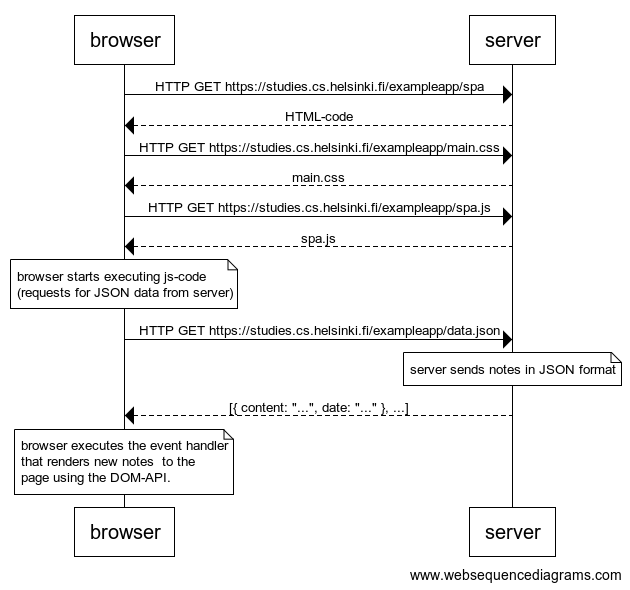 browser
server
HTTP GET https://studies.cs.helsinki.fi/exampleapp/spa
HTML-code
HTTP GET https://studies.cs.helsinki.fi/exampleapp/main.css
main.css
HTTP GET https://studies.cs.helsinki.fi/exampleapp/spa.js
spa.js
browser starts executing js-code
(requests for JSON data from server)
HTTP GET https://studies.cs.helsinki.fi/exampleapp/data.json
server sends notes in JSON format
[{ content: "...", date: "..." }, ...]
browser executes the event handler
that renders new notes  to the
page using the DOM-API.
browser
server
www.websequencediagrams.com